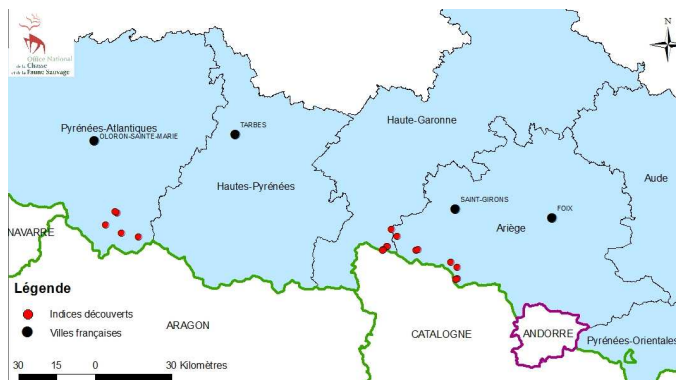 Office National
de la Chasse
et de la Faune Sauvage
N
Pyrénées-Atlantiques
OLORON-SAINTE-MARIE
TARBES
Hautes-Pyrénées
Haute-Garonne
SAINT-GIRONS
FOIX
Ariège
Aude
NAVARRE
ARAGON
CATALOGNE
ANDORRE
Pyrénées-Orientales
Légende
Indices découverts
Villes françaises
30 15 0 30 Kilomètres